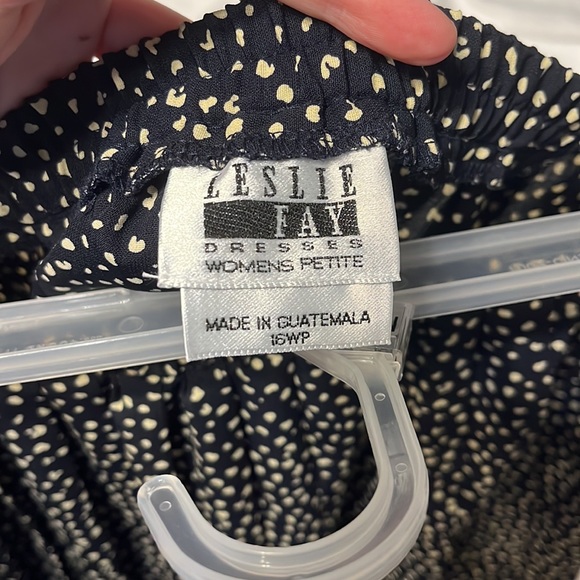 LESLIE
FAY
DRESSES
WOMENS PETITE
MADE IN GUATEMALA
16WP